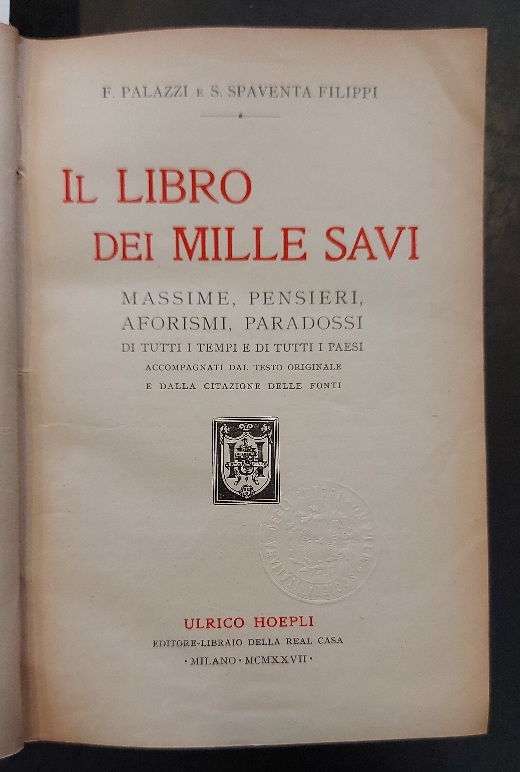 F. PALAZZI E S. SPAVENTA FILIPPI
IL LIBRO
DEI MILLE SAVI
MASSIME, PENSIERI,
AFORISMI, PARADOSSI
DI TUTTI I TEMPI E DI TUTTI I PAESI
ACCOMPAGNATI DAL TESTO ORIGINALE
E DALLA CITAZIONE DELLE FONTI
ULRICO HOEPLI
EDITORE-LIBRAIO DELLA REAL CASA
· MILANO · MCMXXVII ·